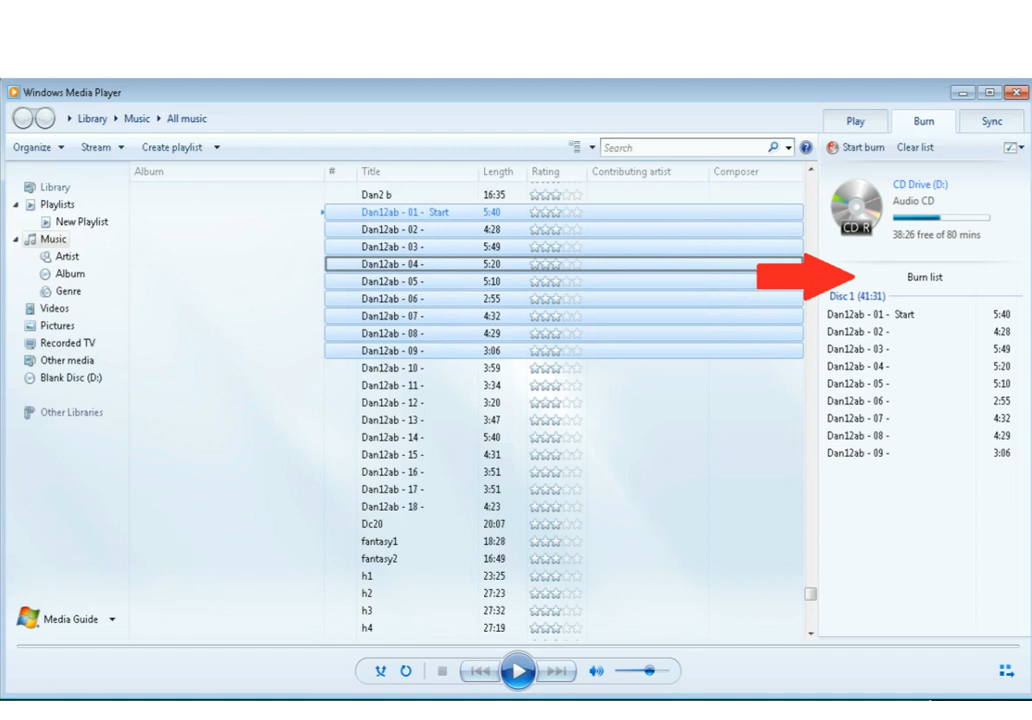 Windows Media Player
Library Music All music
Play Burn Sync
Organize Stream Create playlist Search Start burn Clear list
Album # Title Length Rating Contributing artist Composer
Library
Playlists
New Playlist
Music
Artist
Album
Genre
Videos
Pictures
Recorded TV
Other media
Blank Disc (D:)
Other Libraries
Media Guide
Dan2 b 16:35
Dan12ab - 01 - Start 5:40
Dan12ab - 02 - 4:28
Dan12ab - 03 - 5:49
Dan12ab - 04 - 5:20
Dan12ab - 05 - 5:10
Dan12ab - 06 - 2:55
Dan12ab - 07 - 4:32
Dan12ab - 08 - 4:29
Dan12ab - 09 - 3:06
Dan12ab - 10 - 3:59
Dan12ab - 11 - 3:34
Dan12ab - 12 - 3:20
Dan12ab - 13 - 3:47
Dan12ab - 14 - 5:40
Dan12ab - 15 - 4:31
Dan12ab - 16 - 3:51
Dan12ab - 17 - 3:51
Dan12ab - 18 - 4:23
Dc20 20:07
fantasy1 18:28
fantasy2 16:49
h1 23:25
h2 27:23
h3 27:32
h4 27:19
CD R
CD Drive (D:)
Audio CD
38:26 free of 80 mins
Burn list
Disc 1 (41:31)
Dan12ab - 01 - Start 5:40
Dan12ab - 02 - 4:28
Dan12ab - 03 - 5:49
Dan12ab - 04 - 5:20
Dan12ab - 05 - 5:10
Dan12ab - 06 - 2:55
Dan12ab - 07 - 4:32
Dan12ab - 08 - 4:29
Dan12ab - 09 - 3:06